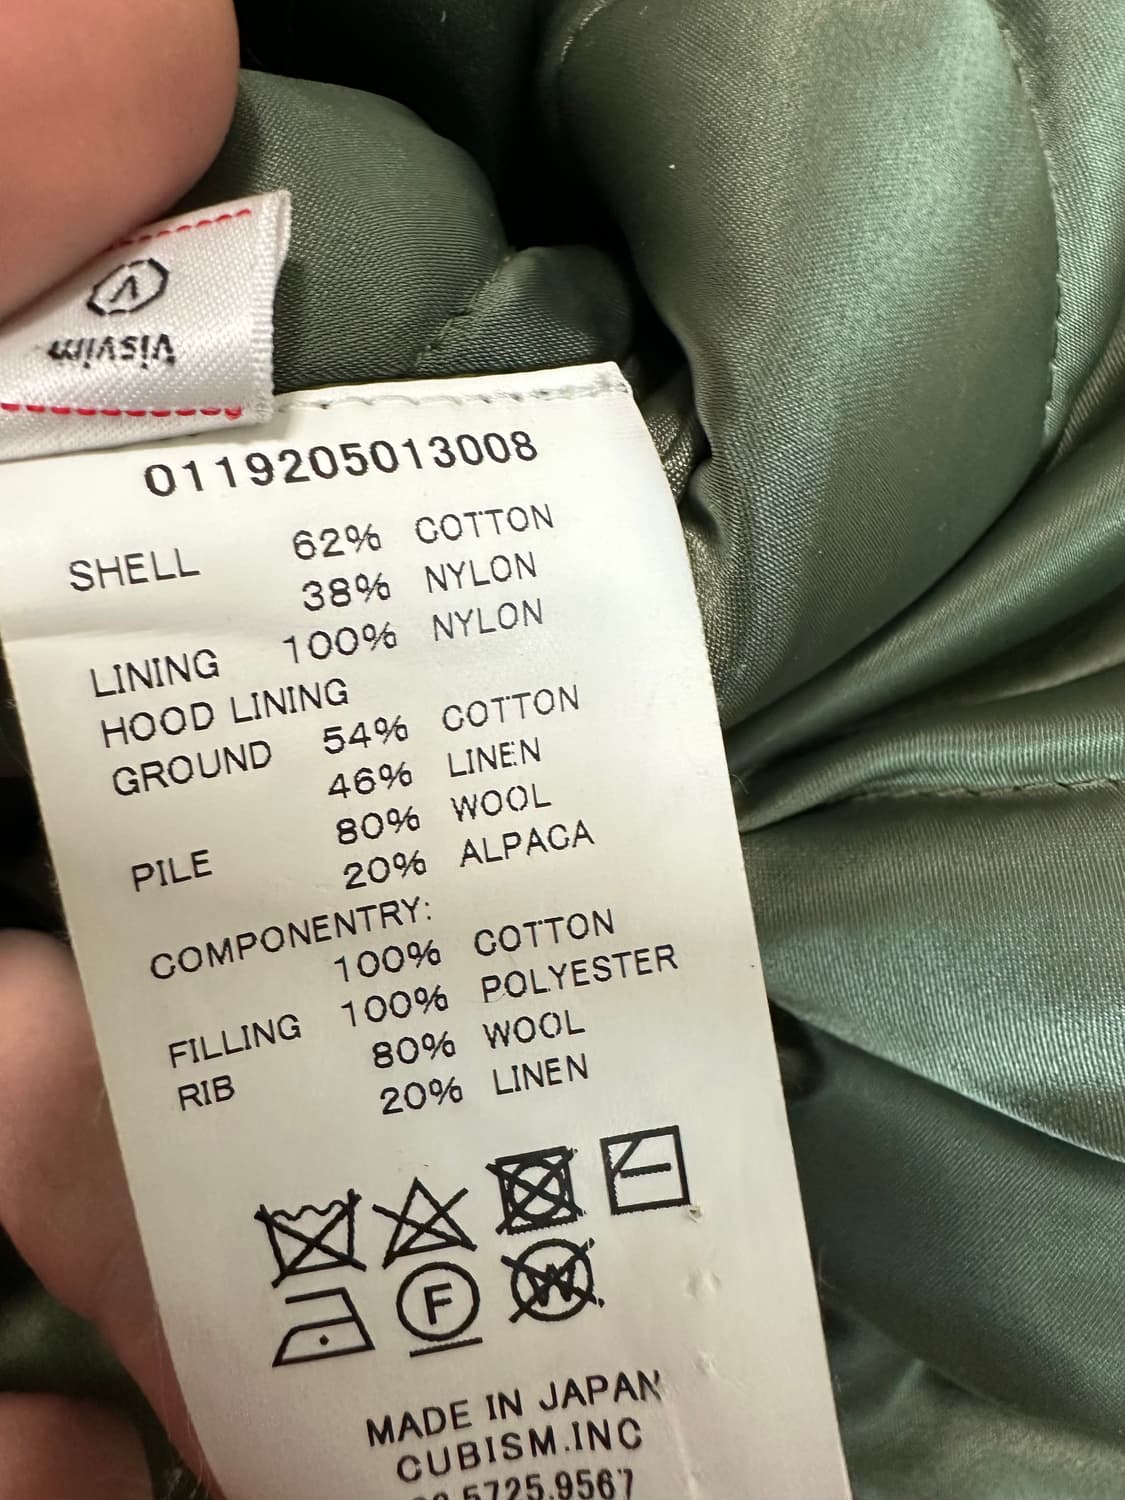 visvim
0119205013008
SHELL 62% COTTON
38% NYLON
LINING 100% NYLON
HOOD LINING
GROUND 54% COTTON
46% LINEN
PILE 80% WOOL
20% ALPACA
COMPONENTRY:
100% COTTON
FILLING 100% POLYESTER
RIB 80% WOOL
20% LINEN
F W
MADE IN JAPAN
CUBISM.INC
5725.9567